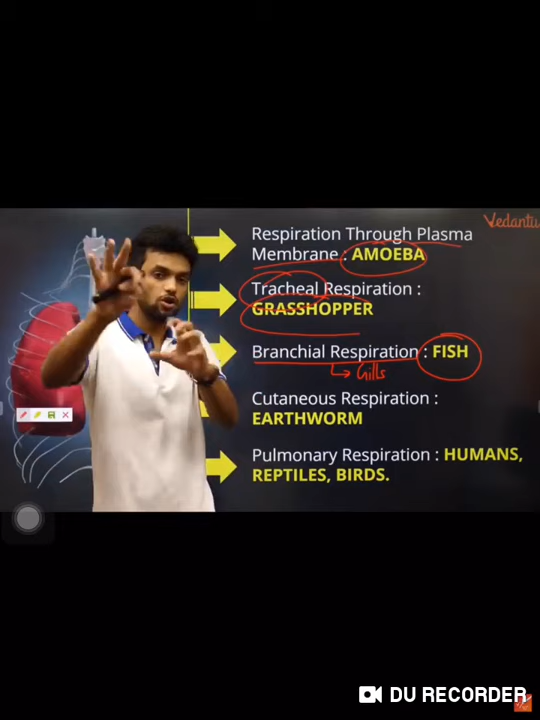 Vedantu
Respiration Through Plasma
Membrane : AMOEBA
Tracheal Respiration :
GRASSHOPPER
Branchial Respiration : FISH
Gills
Cutaneous Respiration :
EARTHWORM
Pulmonary Respiration : HUMANS,
REPTILES, BIRDS.
DU RECORDER